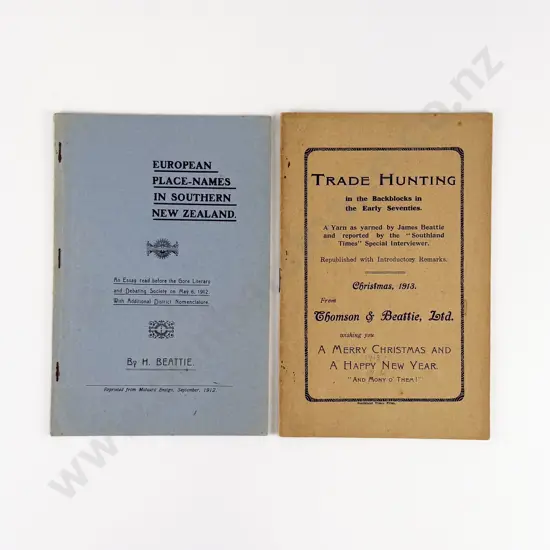 EUROPEAN
PLACE-NAMES
IN SOUTHERN
NEW ZEALAND.
An Essay read before the Gore Literary
and Debating Society on May 6, 1912
With Additional District Nomenclature.
By H. BEATTIE.
Reprinted from Mataura Ensign, September, 1912.
TRADE HUNTING
in the Backblocks in
the Early Seventies.
A Yarn as yarned by James Beattie
and reported by the "Southland
Times" Special Interviewer.
Republished with Introductory Remarks.
Christmas, 1913.
From
Thomson & Beattie, Ltd.
wishing you
A MERRY CHRISTMAS AND
A HAPPY NEW YEAR.
"AND MONY O' THEM!"
Southland Times Print.